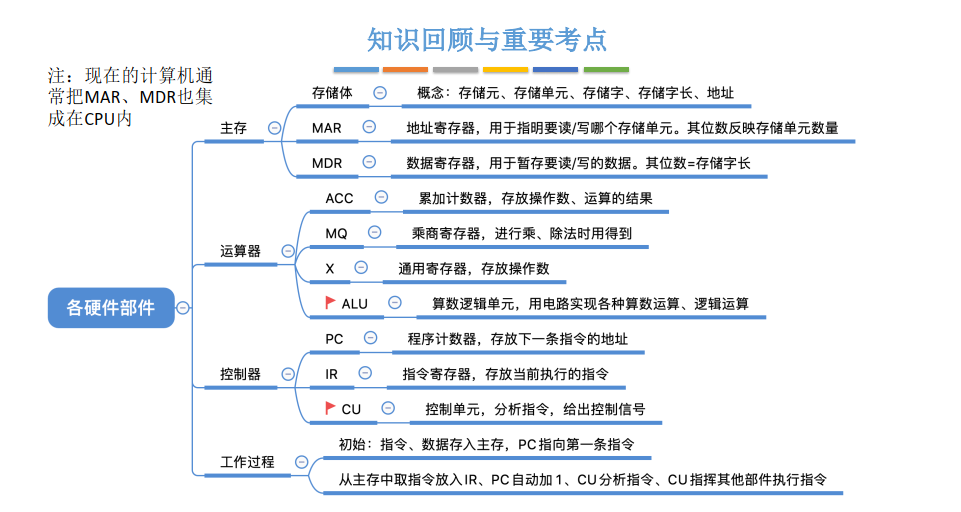 知识回顾与重要考点
注：现在的计算机通
常把MAR、MDR也集
成在CPU内
各硬件部件
主存
存储体
概念：存储元、存储单元、存储字、存储字长、地址
MAR
地址寄存器，用于指明要读/写哪个存储单元。其位数反映存储单元数量
MDR
数据寄存器，用于暂存要读/写的数据。其位数=存储字长
运算器
ACC
累加计数器，存放操作数、运算的结果
MQ
乘商寄存器，进行乘、除法时用得到
X
通用寄存器，存放操作数
ALU
算数逻辑单元，用电路实现各种算数运算、逻辑运算
控制器
PC
程序计数器，存放下一条指令的地址
IR
指令寄存器，存放当前执行的指令
CU
控制单元，分析指令，给出控制信号
工作过程
初始：指令、数据存入主存，PC指向第一条指令
从主存中取指令放入IR、PC自动加1、CU分析指令、CU指挥其他部件执行指令